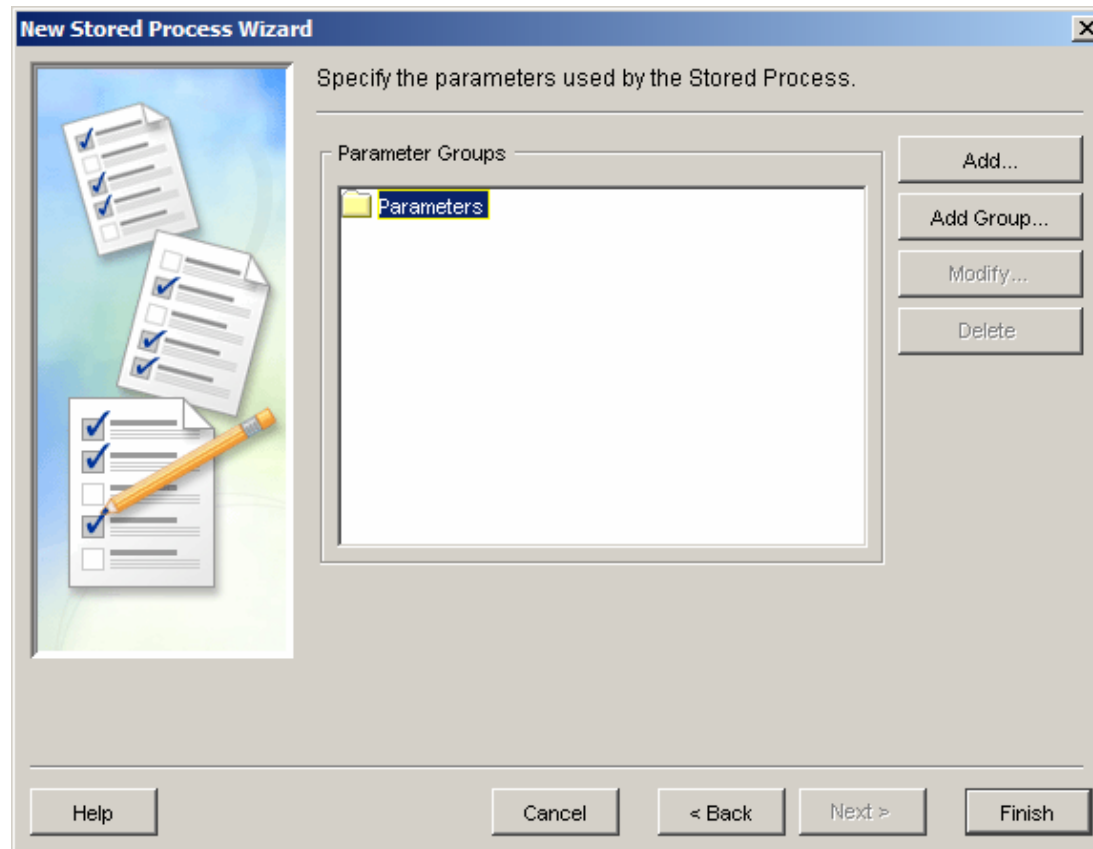 New Stored Process Wizard
Specify the parameters used by the Stored Process.
Parameter Groups
Parameters
Add...
Add Group...
Modify...
Delete
Help
Cancel
< Back
Next >
Finish